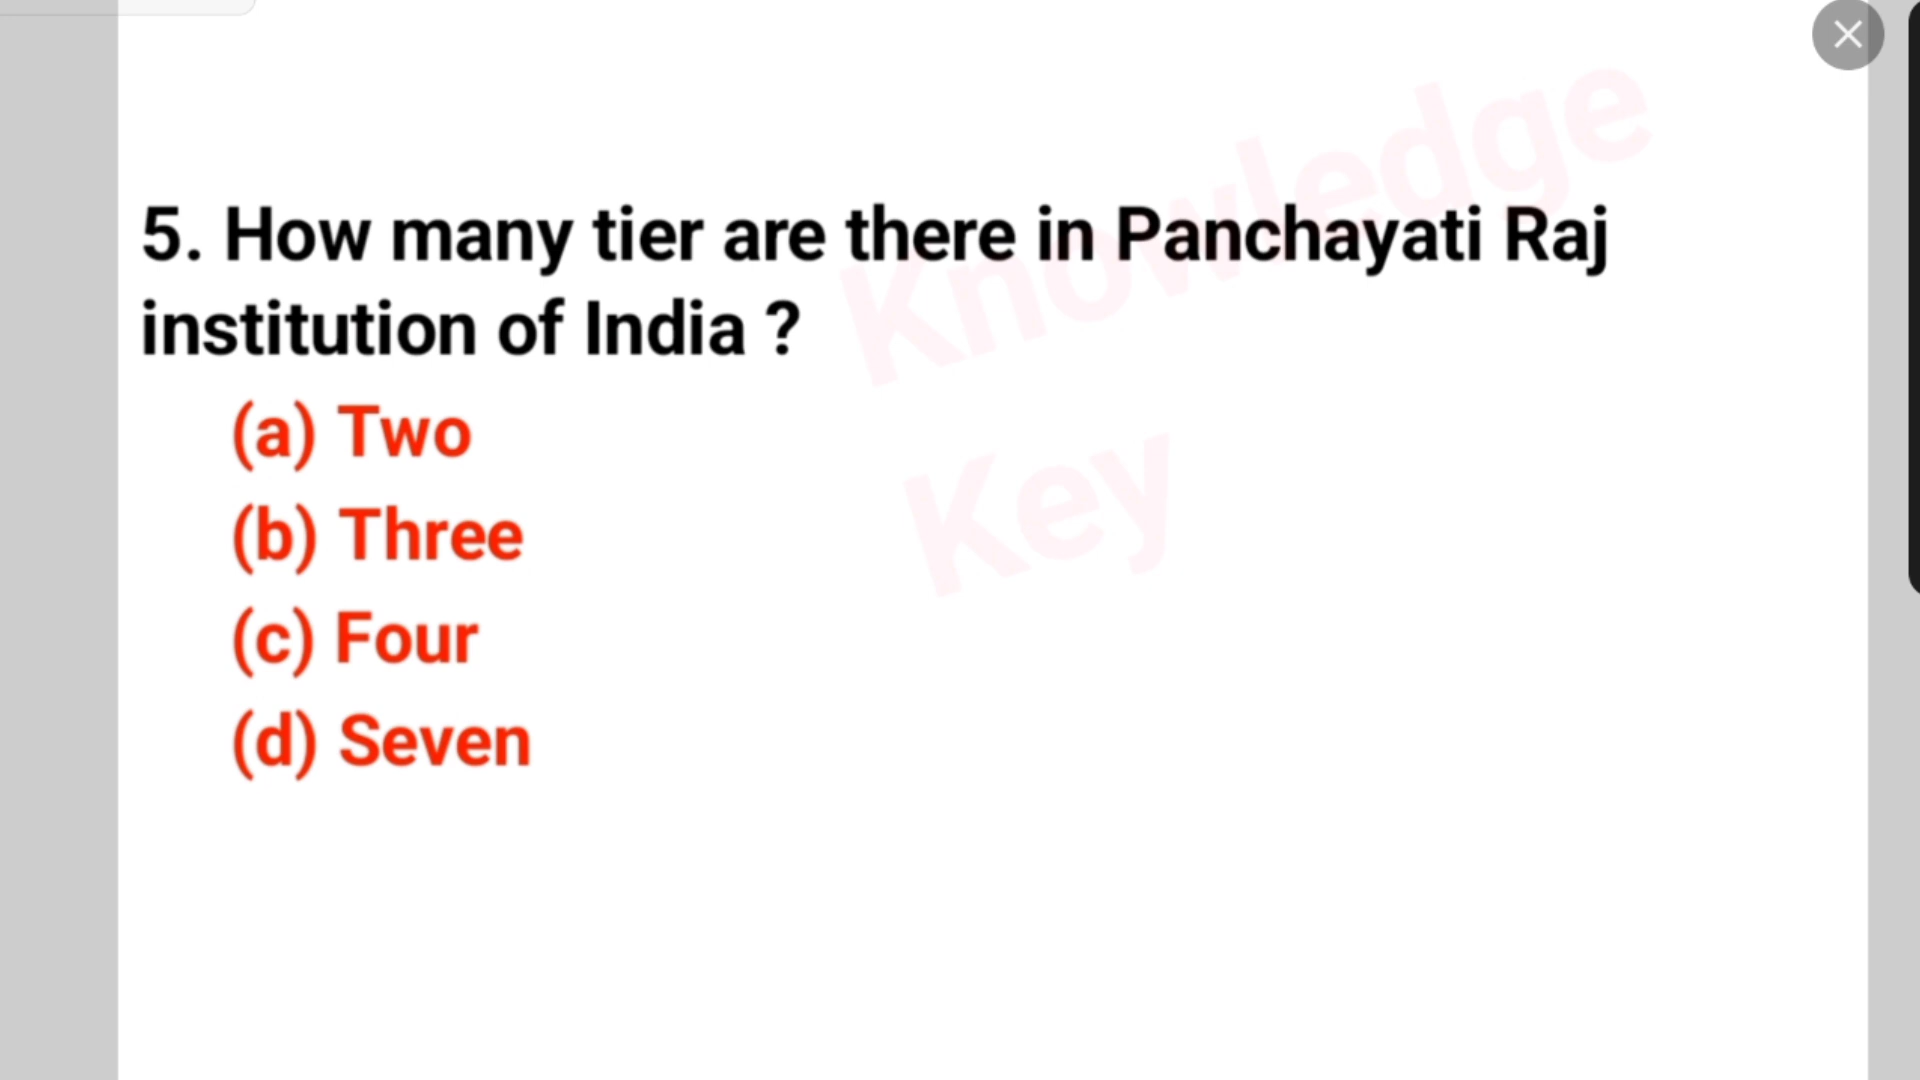 Knowledge
Key
5. How many tier are there in Panchayati Raj
institution of India ?
(a) Two
(b) Three
(c) Four
(d) Seven